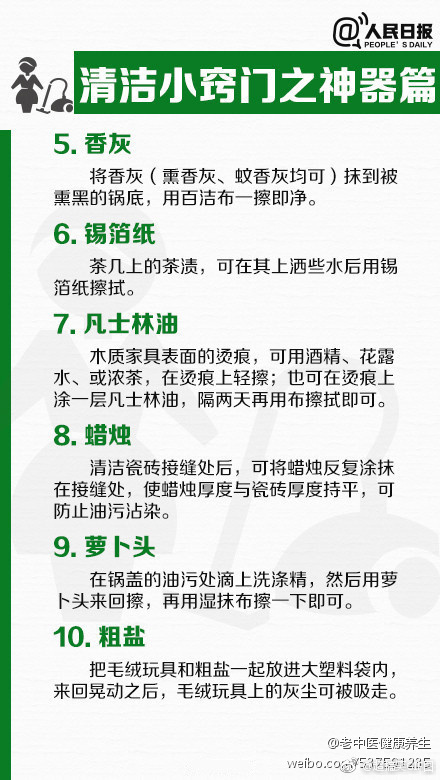 @人民日报
PEOPLE'S DAILY
清洁小窍门之神器篇
5. 香灰
将香灰（熏香灰、蚊香灰均可）抹到被
熏黑的锅底，用百洁布一擦即净。
6. 锡箔纸
茶几上的茶渍，可在其上洒些水后用锡
箔纸擦拭。
7. 凡士林油
木质家具表面的烫痕，可用酒精、花露
水、或浓茶，在烫痕上轻擦；也可在烫痕上
涂一层凡士林油，隔两天再用布擦拭即可。
8. 蜡烛
清洁瓷砖接缝处后，可将蜡烛反复涂抹
在接缝处，使蜡烛厚度与瓷砖厚度持平，可
防止油污沾染。
9. 萝卜头
在锅盖的油污处滴上洗涤精，然后用萝
卜头来回擦，再用湿抹布擦一下即可。
10. 粗盐
把毛绒玩具和粗盐一起放进大塑料袋内，
来回晃动之后，毛绒玩具上的灰尘可被吸走。
@老中医健康养生